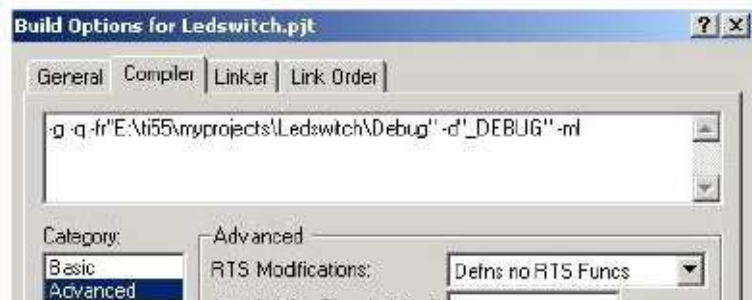 Build Options for Ledswitch.pjt
? x
General Compiler Linker Link Order
-g -q -fr"E:\ti55\myprojects\Ledswitch\Debug" -d"_DEBUG" -ml
Category:
Advanced
Basic
RTS Modifications:
Defns no RTS Funcs
Advanced